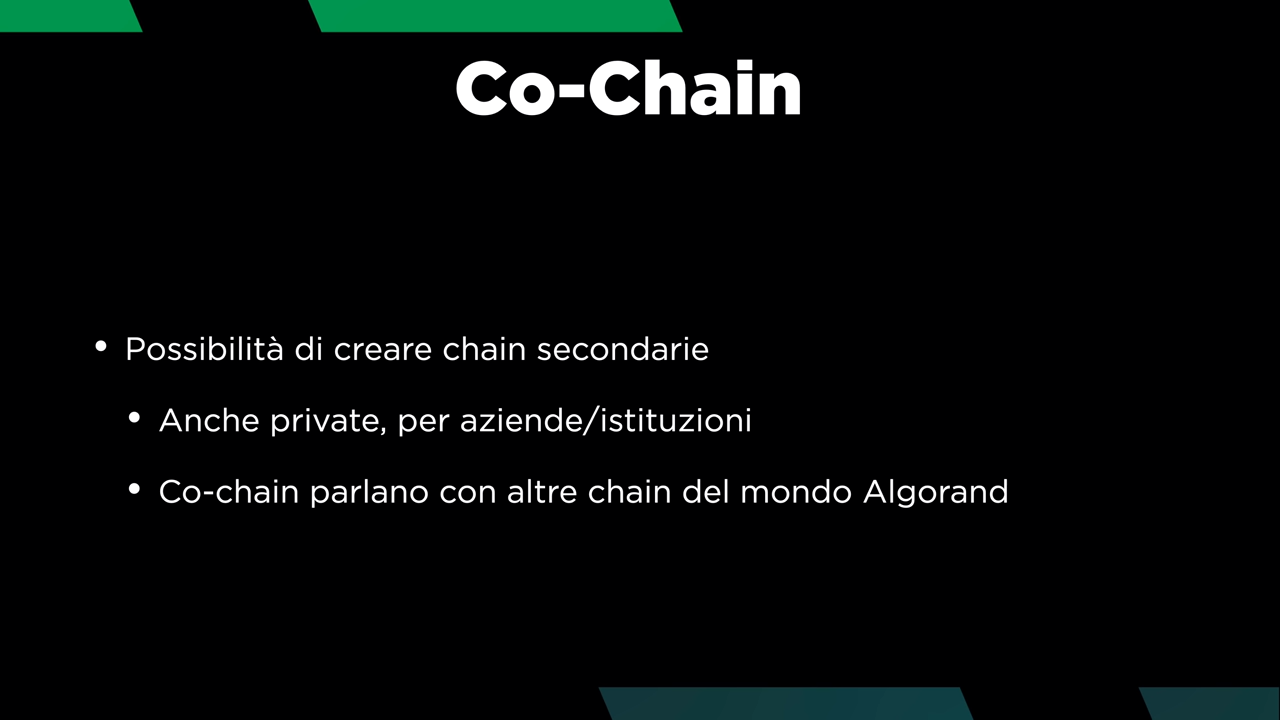 Co-Chain
• Possibilità di creare chain secondarie
• Anche private, per aziende/istituzioni
• Co-chain parlano con altre chain del mondo Algorand